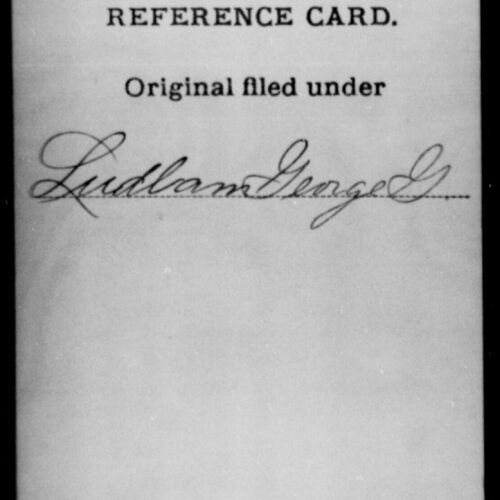 REFERENCE CARD.
Original filed under
Ludlam George G.